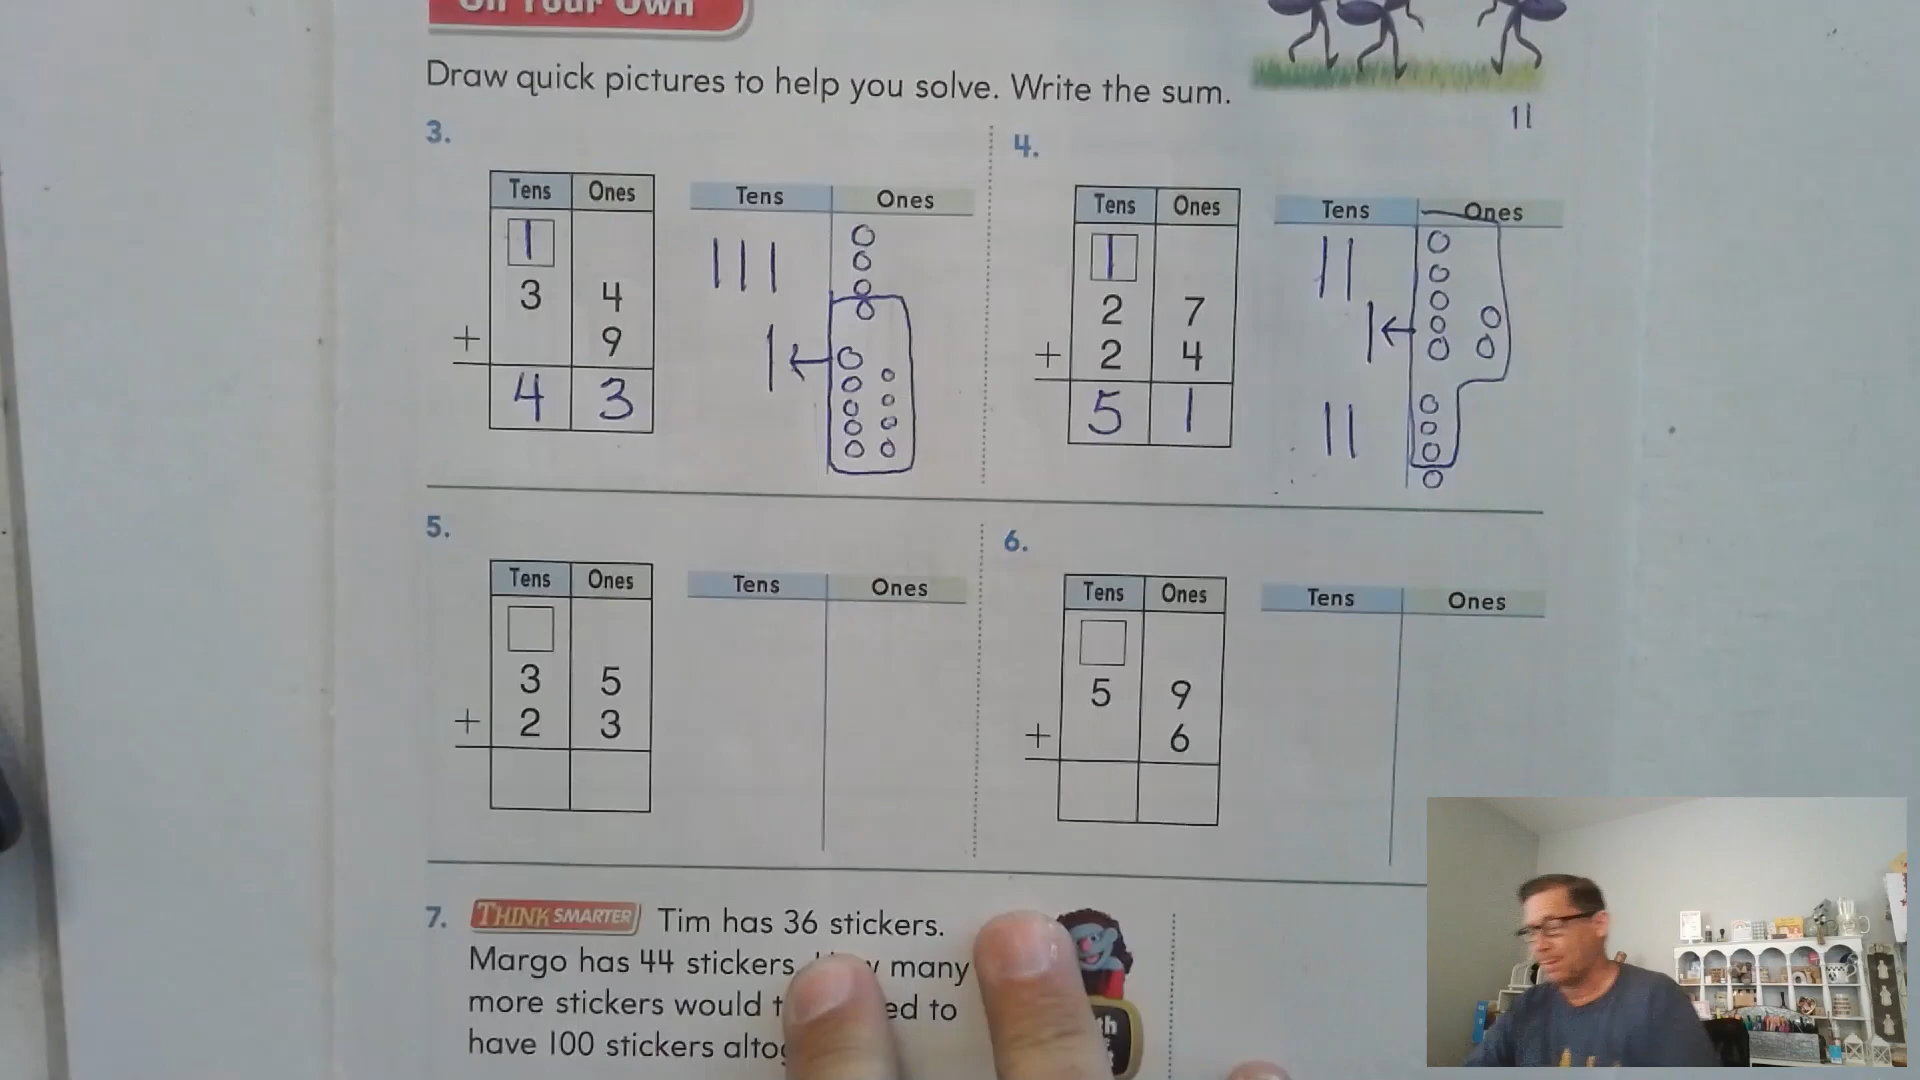 On Your Own
Draw quick pictures to help you solve. Write the sum.
11
3.
Tens Ones
1
3 4
+ 9
4 3
Tens Ones
4.
Tens Ones
1
2 7
+ 2 4
5 1
Tens Ones
5.
Tens Ones
3 5
+ 2 3
Tens Ones
6.
Tens Ones
5 9
+ 6
Tens Ones
7. THINK SMARTER Tim has 36 stickers.
Margo has 44 stickers. many
more stickers would to
have 100 stickers